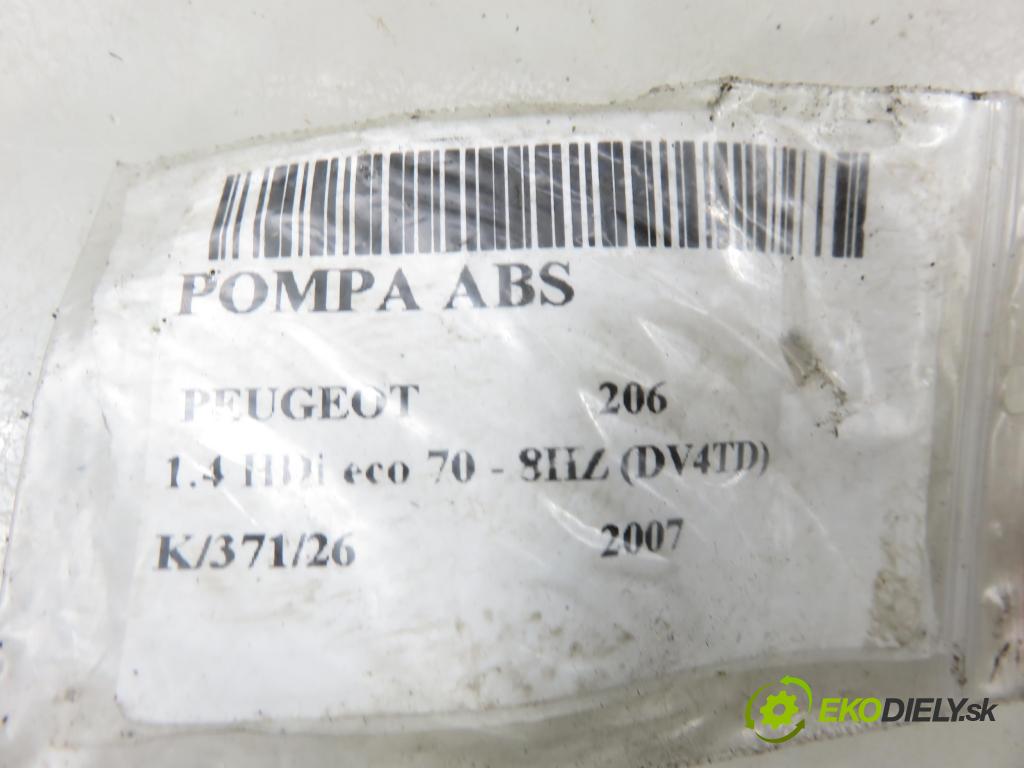 POMPA ABS
PEUGEOT 206
1.4 HDi eco 70 - 8HZ (DV4TD)
K/371/26 2007
EKODIELY.sk